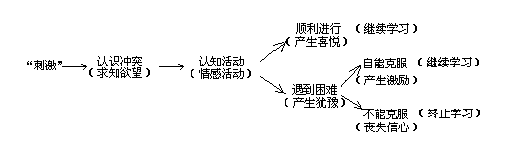 顺利进行（继续学习）
（产生喜悦）
“刺激” 认识冲突 认知活动
（求知欲望） （情感活动）
自能克服（继续学习）
（产生激励）
遇到困难
（产生犹豫）
不能克服（终止学习）
（丧失信心）